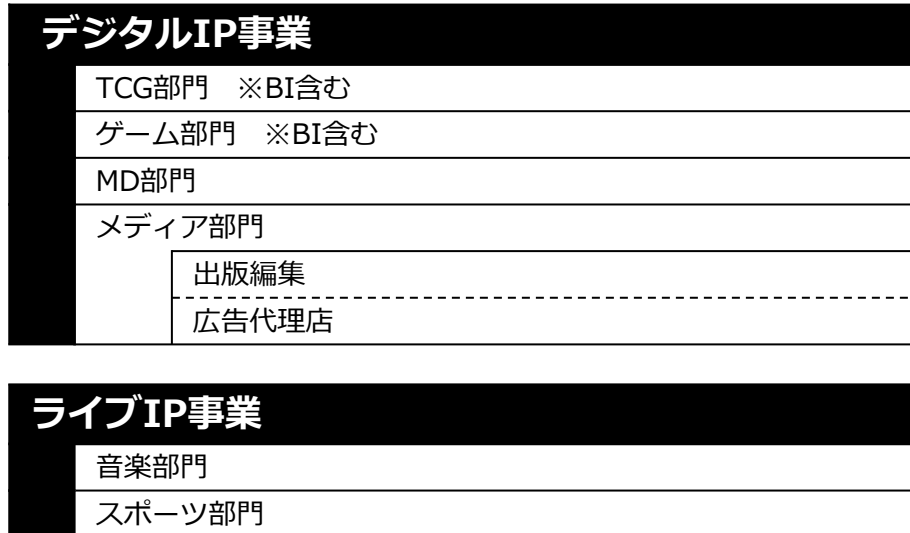 デジタルIP事業
TCG部門　※BI含む
ゲーム部門　※BI含む
MD部門
メディア部門
出版編集
広告代理店
ライブIP事業
音楽部門
スポーツ部門